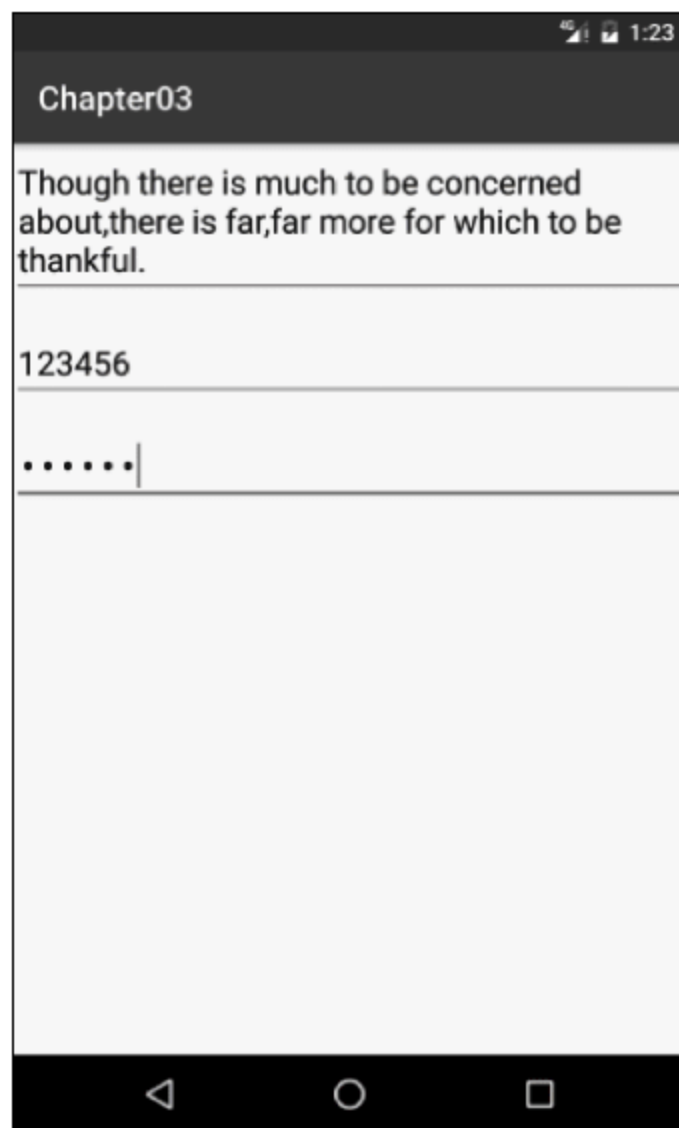 4G 1:23
Chapter03
Though there is much to be concerned
about,there is far,far more for which to be
thankful.
123456
••••••